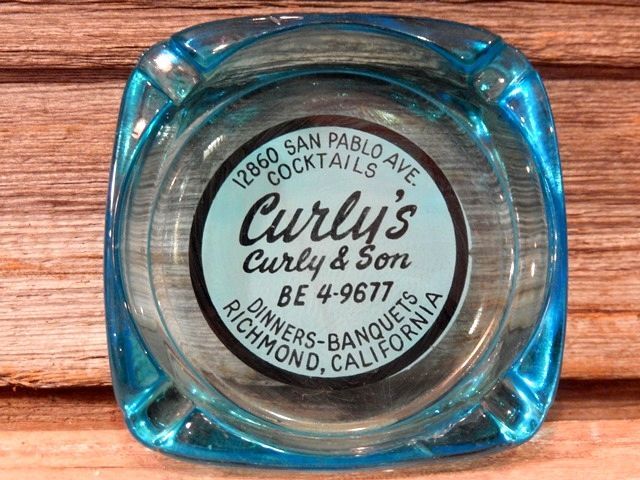 12860 SAN PABLO AVE.
COCKTAILS
Curly's
Curly & Son
BE 4-9677
DINNERS-BANQUETS
RICHMOND, CALIFORNIA